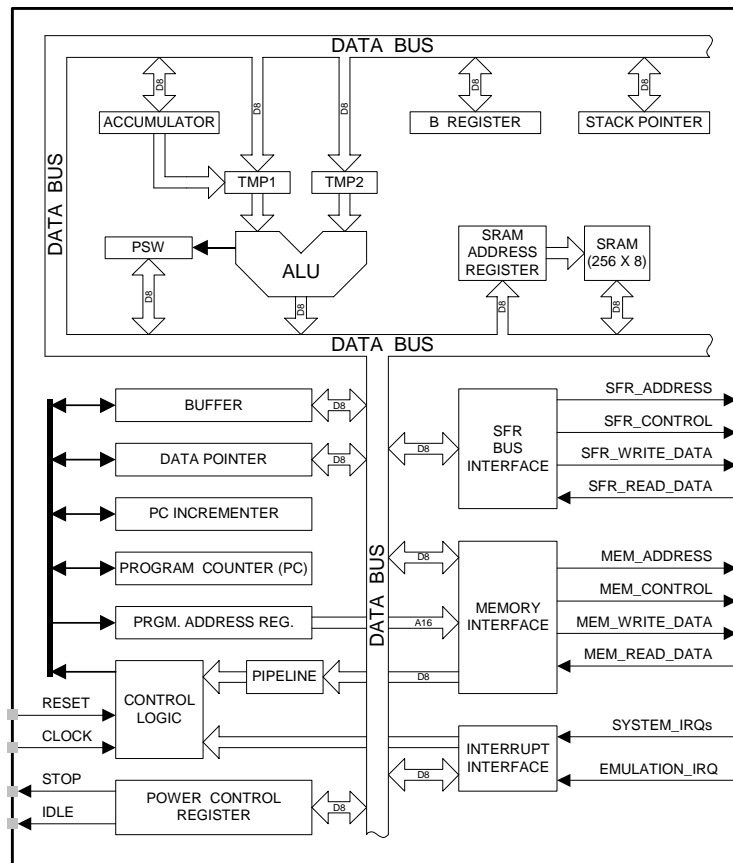 DATA BUS
D8
D8
D8
D8
D8
ACCUMULATOR
B REGISTER
STACK POINTER
DATA BUS
TMP1
TMP2
PSW
ALU
SRAM
ADDRESS
REGISTER
SRAM
(256 X 8)
D8
D8
D8
D8
DATA BUS
BUFFER
D8
DATA POINTER
D8
PC INCREMENTER
PROGRAM COUNTER (PC)
PRGM. ADDRESS REG.
A16
DATA BUS
D8
SFR
BUS
INTERFACE
SFR_ADDRESS
SFR_CONTROL
SFR_WRITE_DATA
SFR_READ_DATA
D8
MEMORY
INTERFACE
MEM_ADDRESS
MEM_CONTROL
MEM_WRITE_DATA
MEM_READ_DATA
CONTROL
LOGIC
PIPELINE
D8
RESET
CLOCK
INTERRUPT
INTERFACE
SYSTEM_IRQs
EMULATION_IRQ
D8
STOP
IDLE
POWER CONTROL
REGISTER
D8